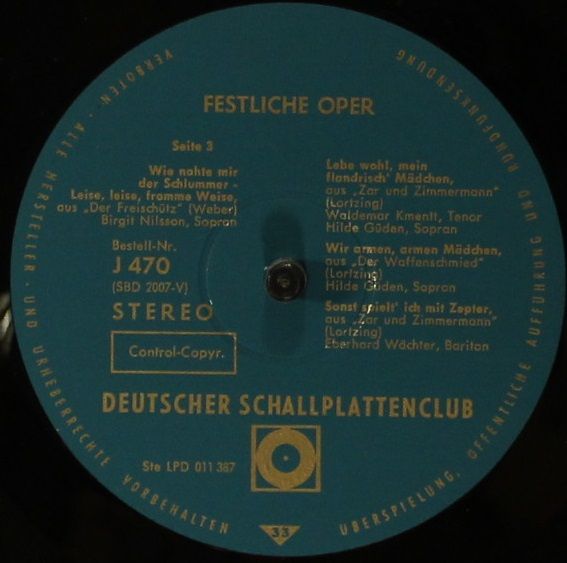 FESTLICHE OPER
Seite 3
Wie nahte mir
der Schlummer -
Leise, leise, fromme Weise,
aus „Der Freischütz" (Weber)
Birgit Nilsson, Sopran
Bestell-Nr.
J 470
(SBD 2007-V)
STEREO
Control-Copyr.
Lebe wohl, mein
flandrisch' Mädchen,
aus „Zar und Zimmermann"
(Lortzing)
Waldemar Kmentt, Tenor
Hilde Güden, Sopran
Wir armen, armen Mädchen,
aus „Der Waffenschmied"
(Lortzing)
Hilde Güden, Sopran
Sonst spielt' ich mit Zepter,
aus „Zar und Zimmermann"
(Lortzing)
Eberhard Wächter, Bariton
DEUTSCHER SCHALLPLATTENCLUB
Ste LPD 011 387
33
ALLE HERSTELLER- UND URHEBERRECHTE VORBEHALTEN
ÜBERSPIELUNG, ÖFFENTLICHE AUFFÜHRUNG UND RUNDFUNKSENDUNG VERBOTEN ·